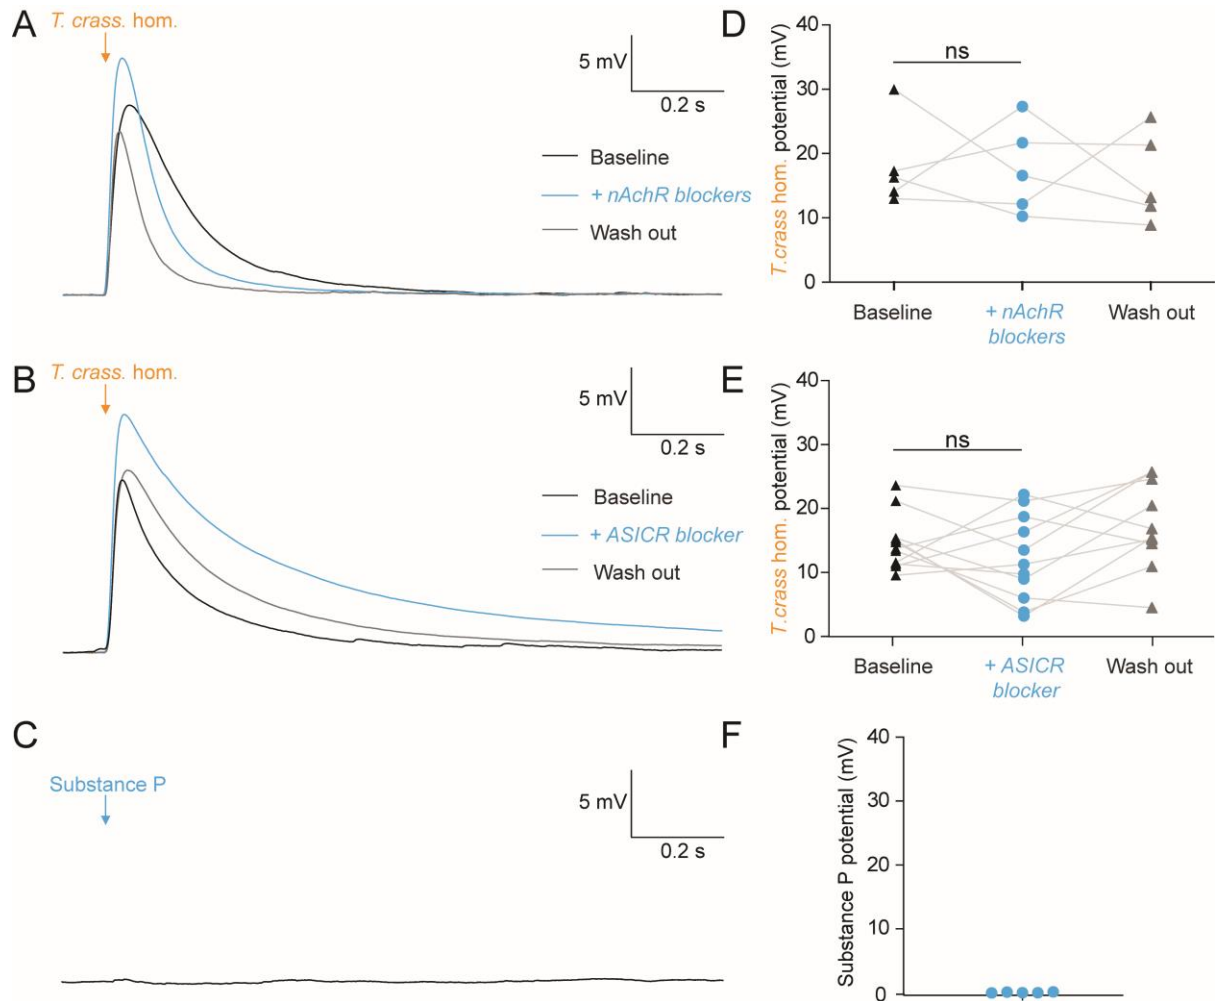 A
T. crass. hom.
5 mV
0.2 s
Baseline
+ nAchR blockers
Wash out
D
T.crass hom. potential (mV)
40
30
20
10
0
ns
Baseline
+ nAchR
blockers
Wash out
B
T. crass. hom.
5 mV
0.2 s
Baseline
+ ASICR blocker
Wash out
E
T.crass hom. potential (mV)
40
30
20
10
0
ns
Baseline
+ ASICR
blocker
Wash out
C
Substance P
5 mV
0.2 s
F
Substance P potential (mV)
40
30
20
10
0